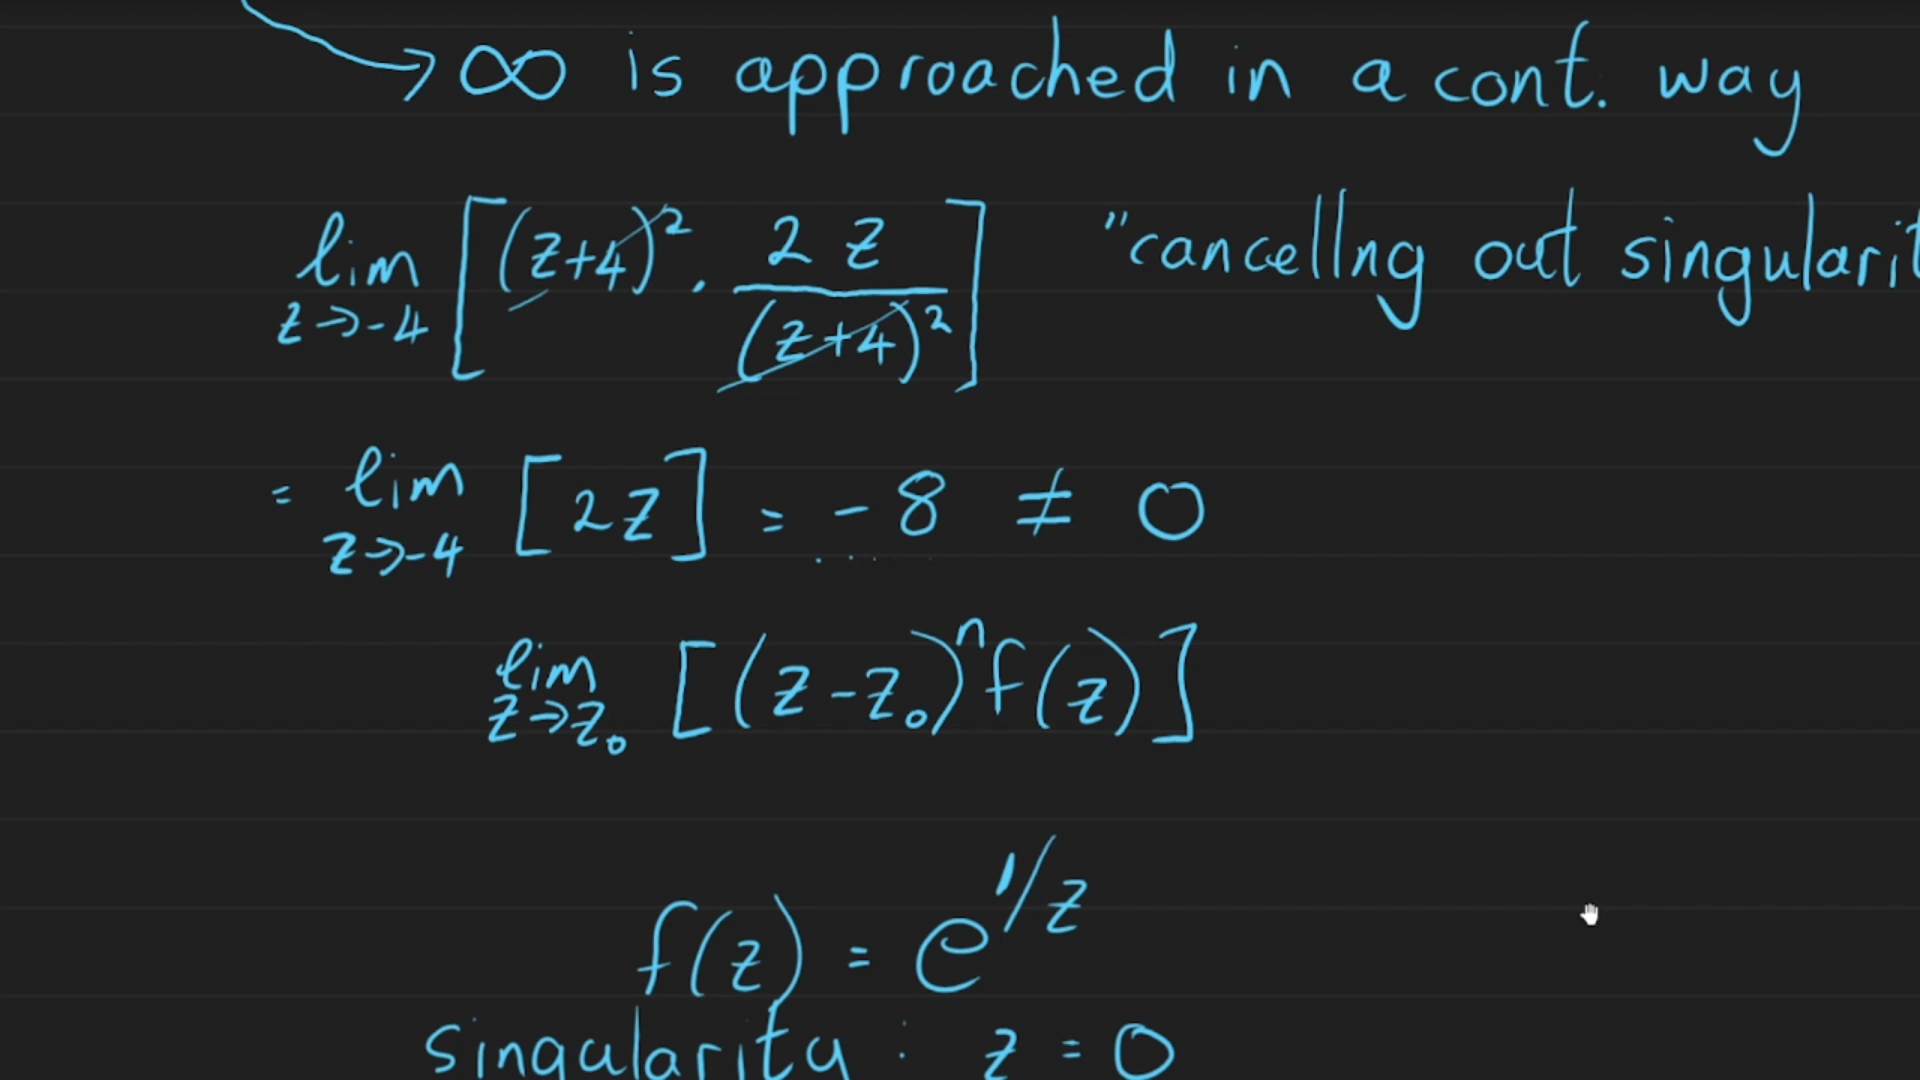 → ∞ is approached in a cont. way
lim z→-4 [(z+4)² · 2z/(z+4)²] "cancellng out singularit
= lim z→-4 [2z] = -8 ≠ 0
lim z→z₀ [(z-z₀)ⁿ f(z)]
f(z) = e^1/z
singularity : z = 0